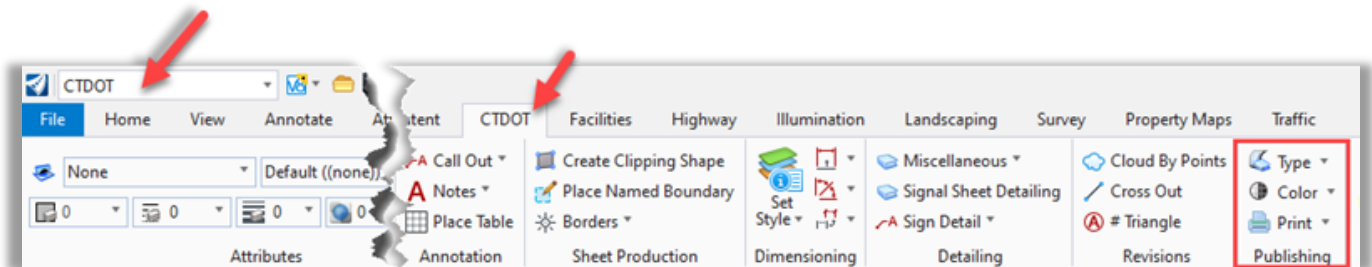 CTDOT
File Home View Annotate tent CTDOT Facilities Highway Illumination Landscaping Survey Property Maps Traffic
None Default ((none)) A Call Out Create Clipping Shape Miscellaneous Cloud By Points Type
A Notes Place Named Boundary Set Signal Sheet Detailing Cross Out Color
0 0 0 0 Place Table Borders Style A Sign Detail A # Triangle Print
Attributes Annotation Sheet Production Dimensioning Detailing Revisions Publishing